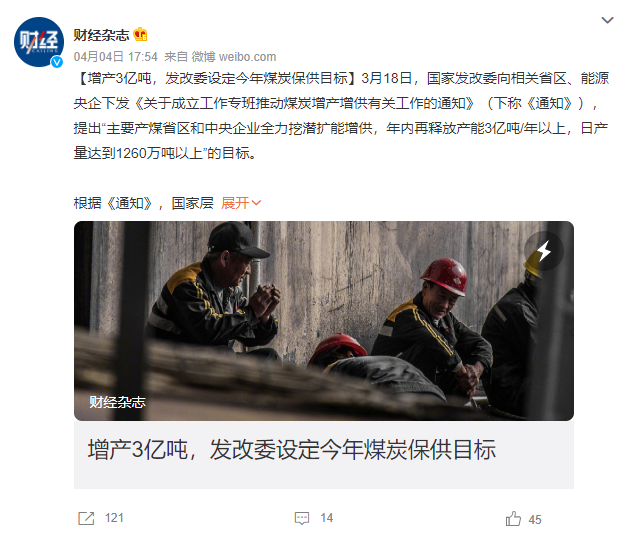 财经
CAIJING
财经杂志
04月04日 17:54 来自 微博 weibo.com
【增产3亿吨，发改委设定今年煤炭保供目标】3月18日，国家发改委向相关省区、能源
央企下发《关于成立工作专班推动煤炭增产增供有关工作的通知》（下称《通知》），
提出“主要产煤省区和中央企业全力挖潜扩能增供，年内再释放产能3亿吨/年以上，日产
量达到1260万吨以上”的目标。
根据《通知》，国家层 展开
财经杂志
增产3亿吨，发改委设定今年煤炭保供目标
121
14
45